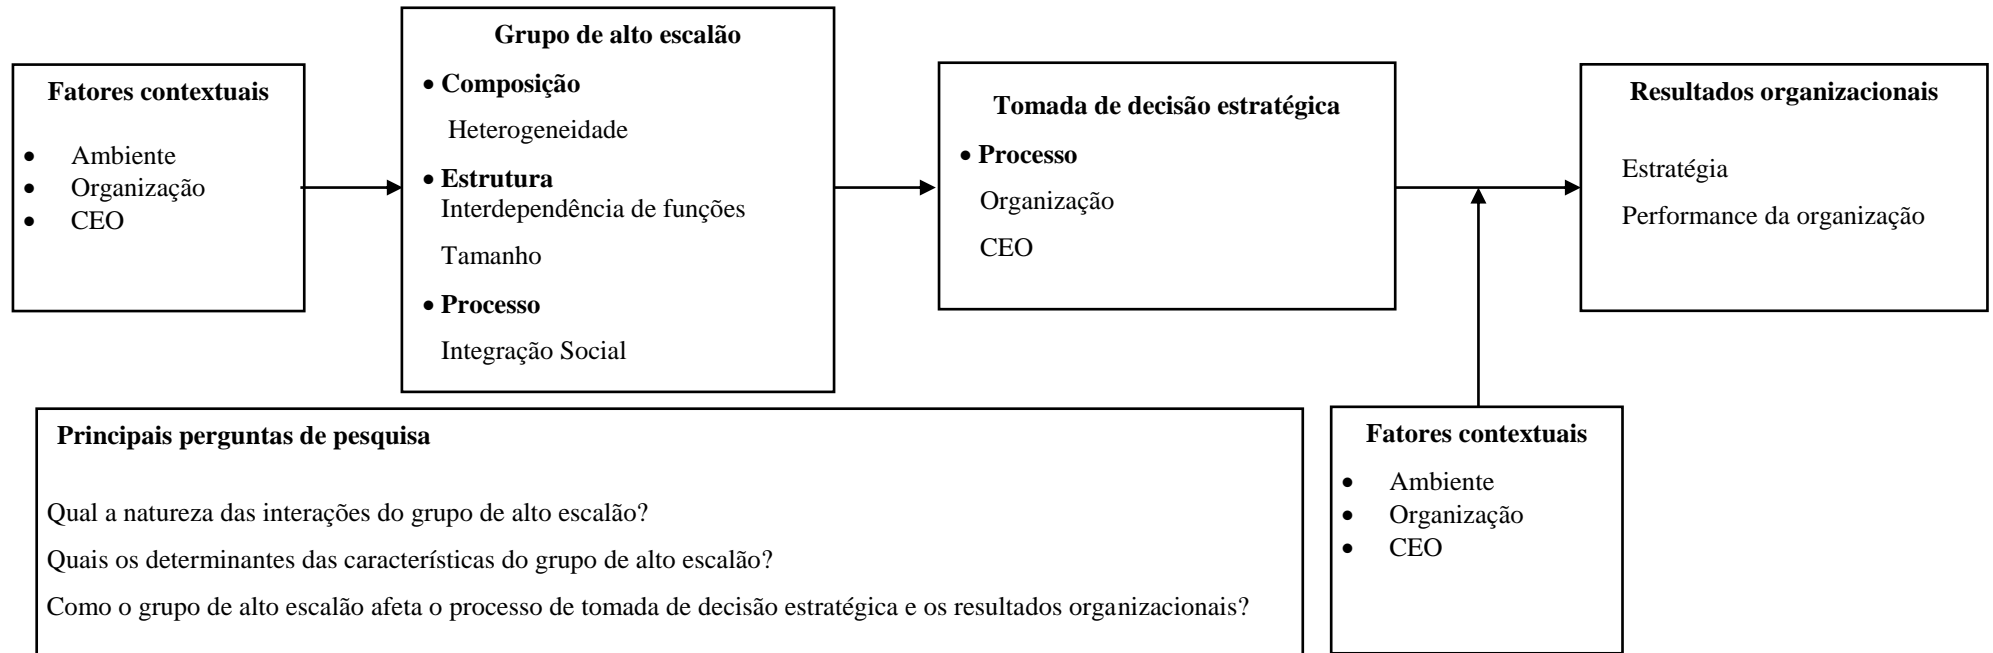 Fatores contextuais
• Ambiente
• Organização
• CEO
Grupo de alto escalão
• Composição
Heterogeneidade
• Estrutura
Interdependência de funções
Tamanho
• Processo
Integração Social
Tomada de decisão estratégica
• Processo
Organização
CEO
Resultados organizacionais
Estratégia
Performance da organização
Principais perguntas de pesquisa
Qual a natureza das interações do grupo de alto escalão?
Quais os determinantes das características do grupo de alto escalão?
Como o grupo de alto escalão afeta o processo de tomada de decisão estratégica e os resultados organizacionais?
Fatores contextuais
• Ambiente
• Organização
• CEO